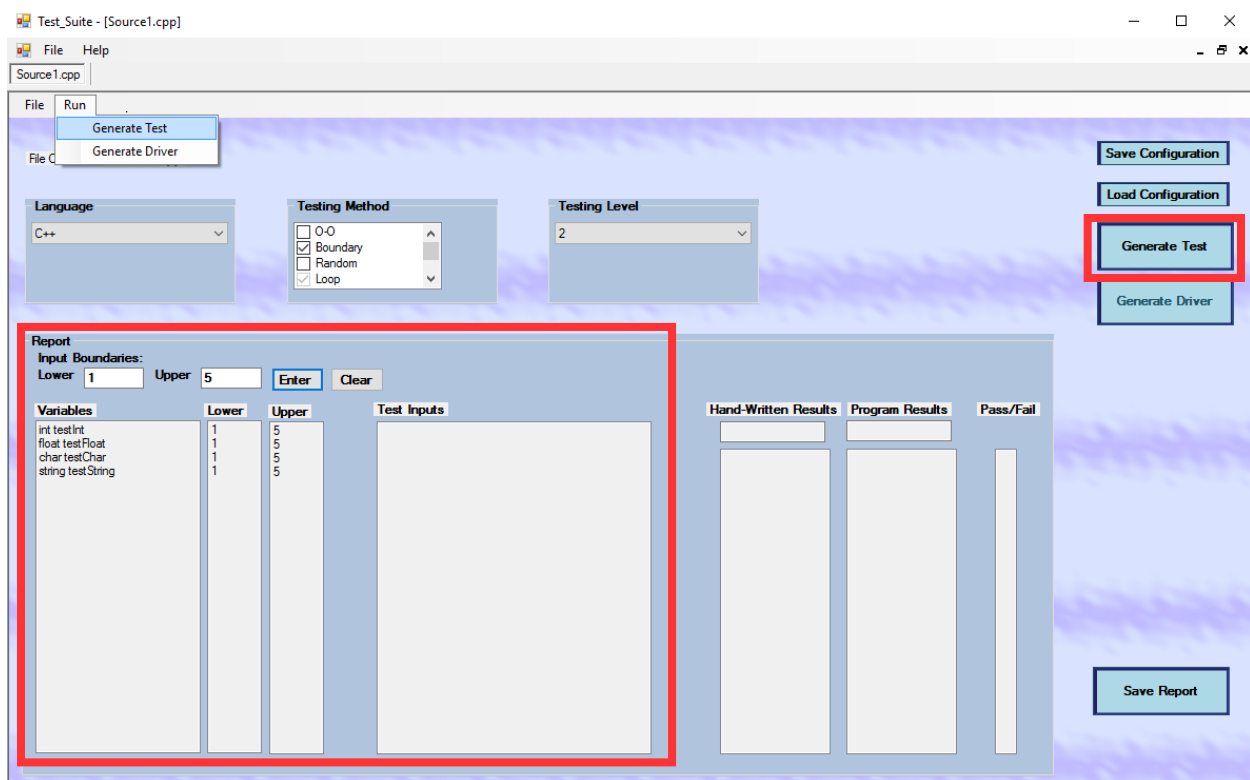 Test_Suite - [Source1.cpp]
File Help
Source1.cpp
File Run
Generate Test
Generate Driver
File C
Save Configuration
Load Configuration
Generate Test
Generate Driver
Language
C++
Testing Method
O-O
Boundary
Random
Loop
Testing Level
2
Report
Input Boundaries:
Lower 1 Upper 5 Enter Clear
Variables Lower Upper Test Inputs Hand-Written Results Program Results Pass/Fail
int testInt 1 5
float testFloat 1 5
char testChar 1 5
string testString 1 5
Save Report